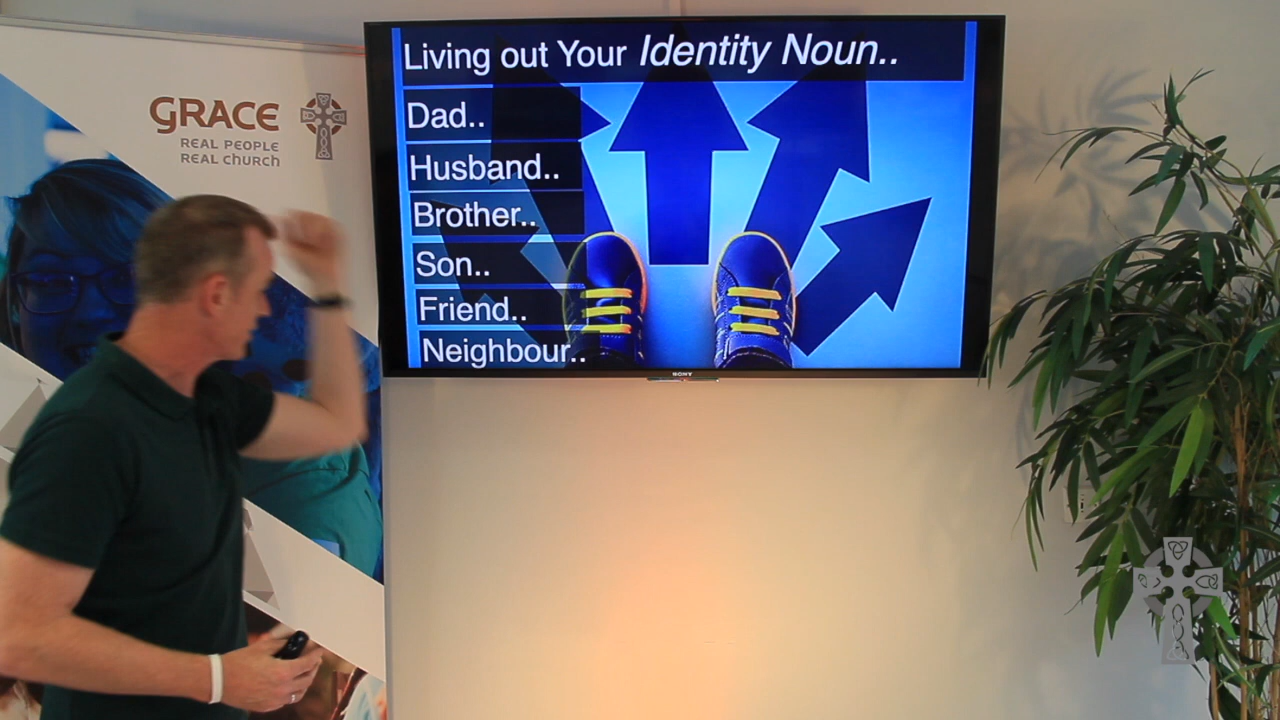 GRACE
REAL PEOPLE
REAL CHURCH
Living out Your Identity Noun..
Dad..
Husband..
Brother..
Son..
Friend..
Neighbour..
SONY